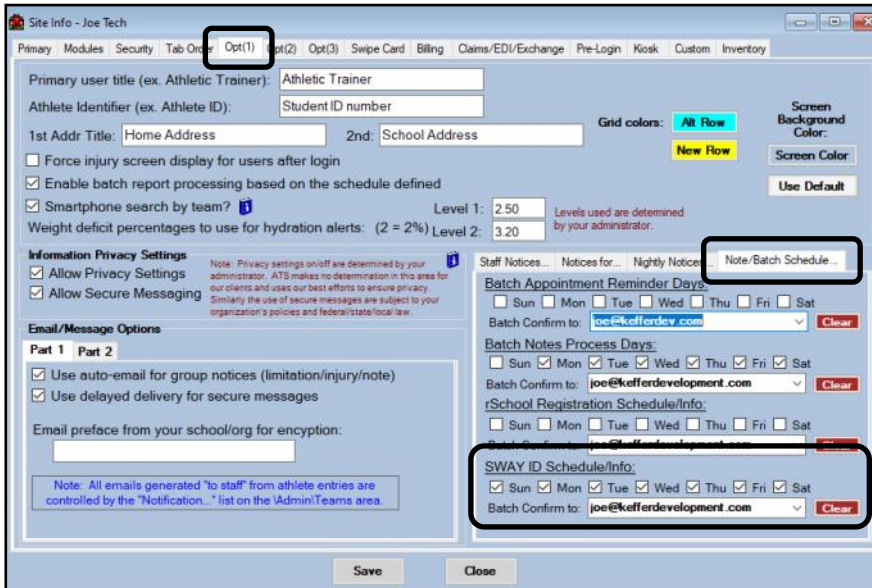 Site Info - Joe Tech
Primary Modules Security Tab Order Opt(1) Opt(2) Opt(3) Swipe Card Billing Claims/EDI/Exchange Pre-Login Kiosk Custom Inventory
Primary user title (ex. Athletic Trainer): Athletic Trainer
Athlete Identifier (ex. Athlete ID): Student ID number
1st Addr Title: Home Address 2nd: School Address
Grid colors: Alt Row
New Row
Screen
Background
Color:
Screen Color
Use Default
Force injury screen display for users after login
Enable batch report processing based on the schedule defined
Smartphone search by team?
Level 1: 2.50
Weight deficit percentages to use for hydration alerts: (2 = 2%) Level 2: 3.20
Levels used are determined
by your administrator.
Information Privacy Settings
Allow Privacy Settings
Allow Secure Messaging
Note: Privacy settings on/off are determined by your
administrator. ATS makes no determination in this area for
our clients and uses our best efforts to ensure privacy.
Similarly the use of secure messages are subject to your
organization's policies and federal/state/local law.
Email/Message Options
Part 1 Part 2
Use auto-email for group notices (limitation/injury/note)
Use delayed delivery for secure messages
Email preface from your school/org for encyption:
Note: All emails generated "to staff" from athlete entries are
controlled by the "Notification..." list on the \Admin\Teams area.
Staff Notices... Notices for... Nightly Notices... Note/Batch Schedule...
Batch Appointment Reminder Days:
Sun Mon Tue Wed Thu Fri Sat
Batch Confirm to: joe@kefferdev.com Clear
Batch Notes Process Days:
Sun Mon Tue Wed Thu Fri Sat
Batch Confirm to: joe@kefferdevelopment.com Clear
rSchool Registration Schedule/Info:
Sun Mon Tue Wed Thu Fri Sat
Batch Confirm to: joe@kefferdevelopment.com Clear
SWAY ID Schedule/Info:
Sun Mon Tue Wed Thu Fri Sat
Batch Confirm to: joe@kefferdevelopment.com Clear
Save Close